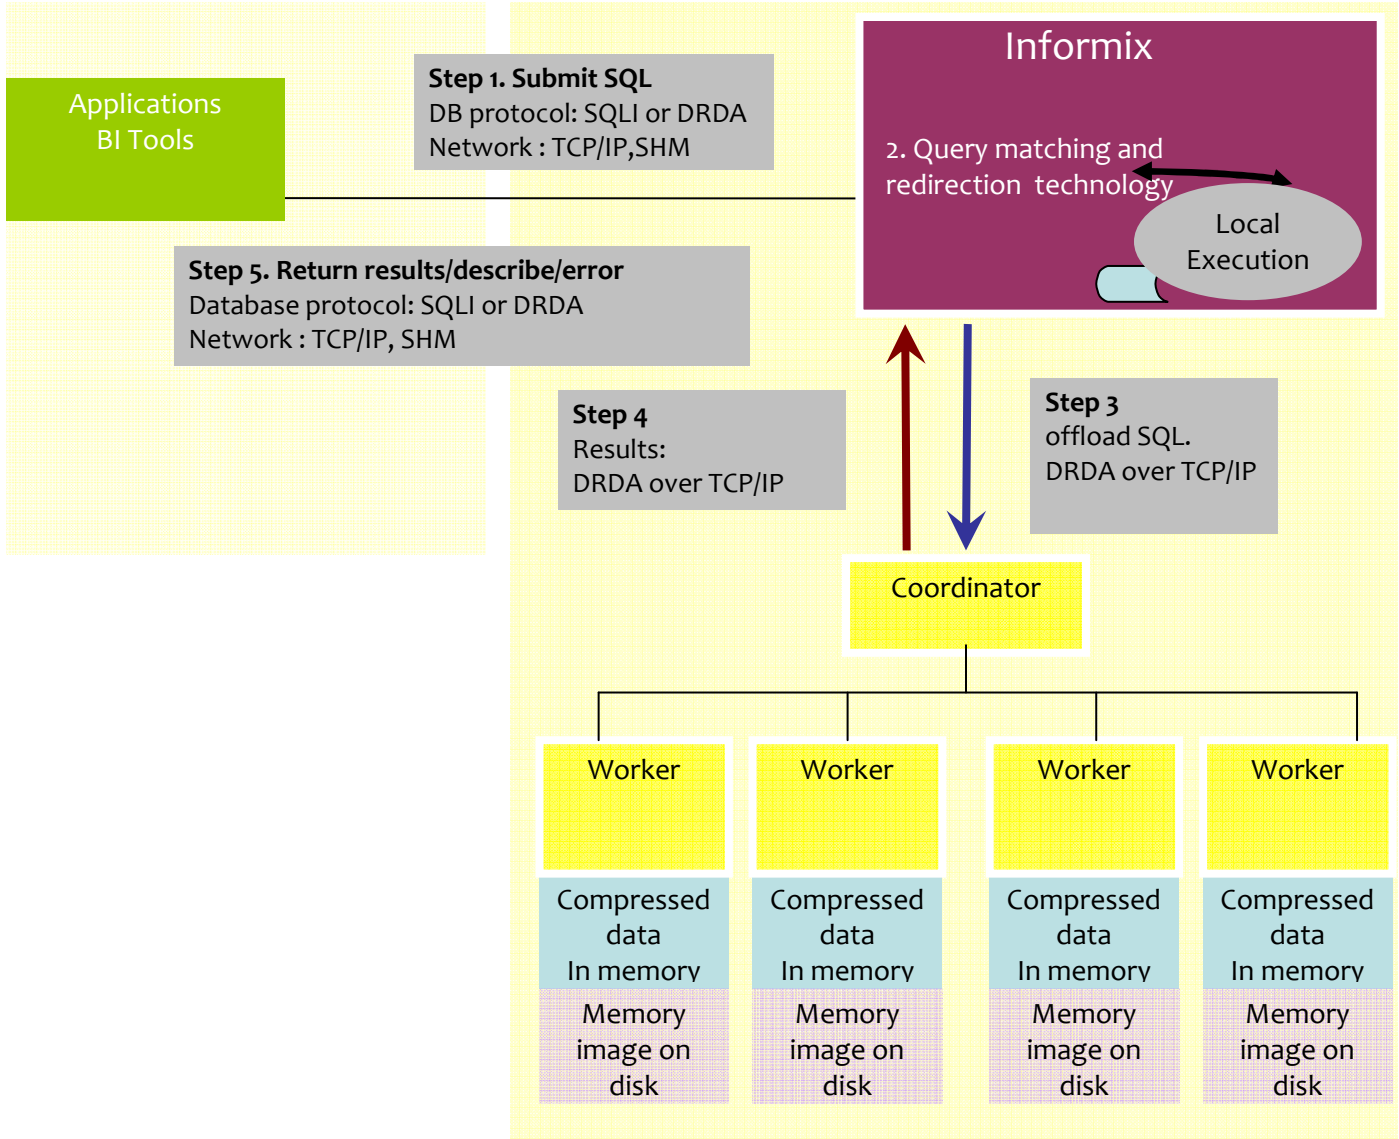 Applications
BI Tools
Step 1. Submit SQL
DB protocol: SQLI or DRDA
Network : TCP/IP,SHM
Informix
2. Query matching and
redirection technology
Local
Execution
Step 5. Return results/describe/error
Database protocol: SQLI or DRDA
Network : TCP/IP, SHM
Step 4
Results:
DRDA over TCP/IP
Step 3
offload SQL.
DRDA over TCP/IP
Coordinator
Worker
Compressed
data
In memory
Memory
image on
disk
Worker
Compressed
data
In memory
Memory
image on
disk
Worker
Compressed
data
In memory
Memory
image on
disk
Worker
Compressed
data
In memory
Memory
image on
disk